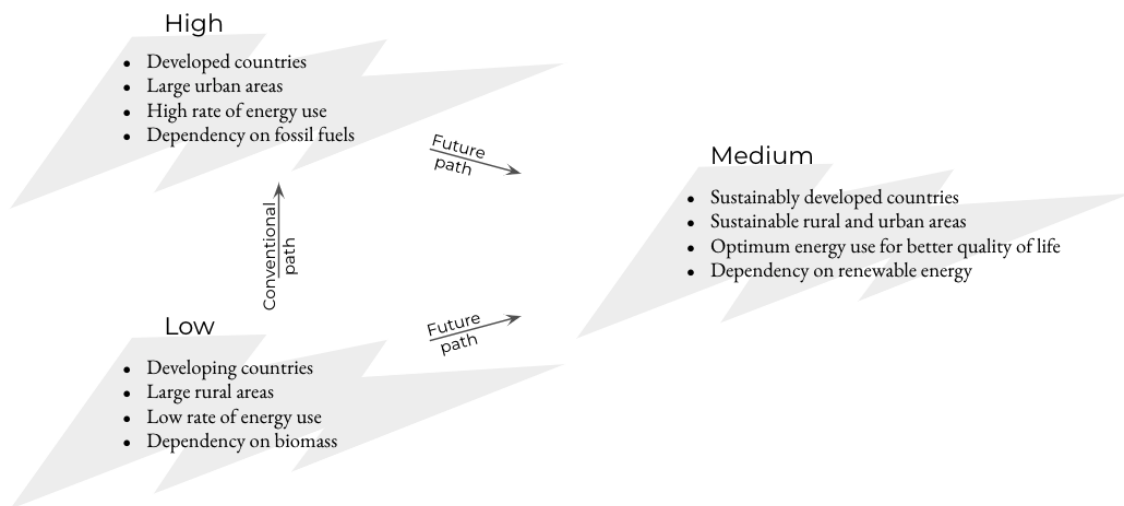 High
• Developed countries
• Large urban areas
• High rate of energy use
• Dependency on fossil fuels
Future
path
Medium
• Sustainably developed countries
• Sustainable rural and urban areas
• Optimum energy use for better quality of life
• Dependency on renewable energy
Conventional
path
Low
• Developing countries
• Large rural areas
• Low rate of energy use
• Dependency on biomass
Future
path